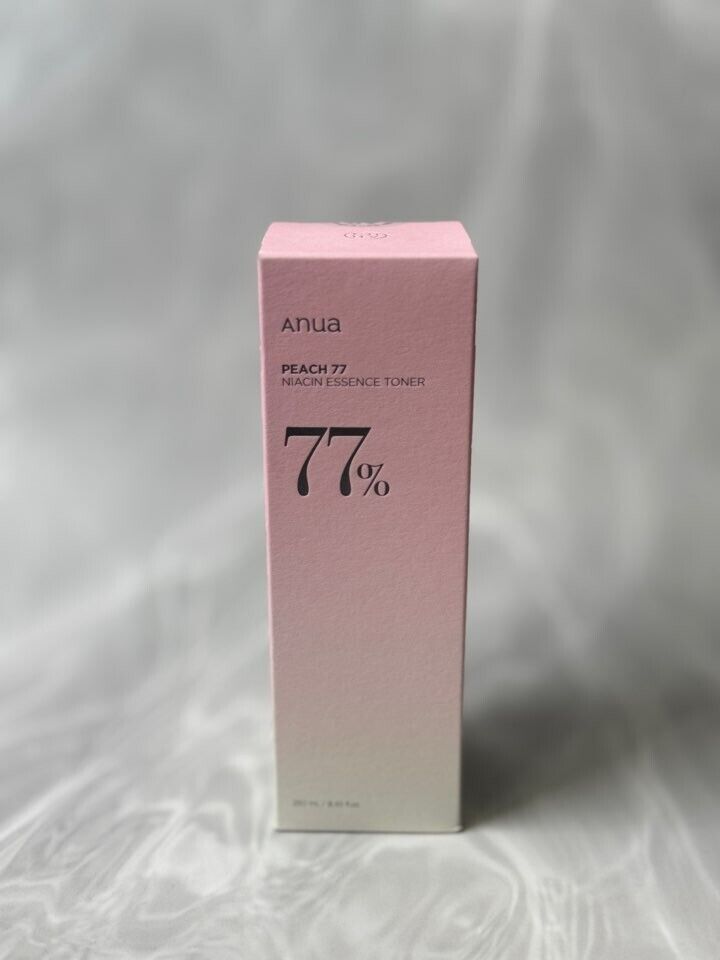 Anua
PEACH 77
NIACIN ESSENCE TONER
77%